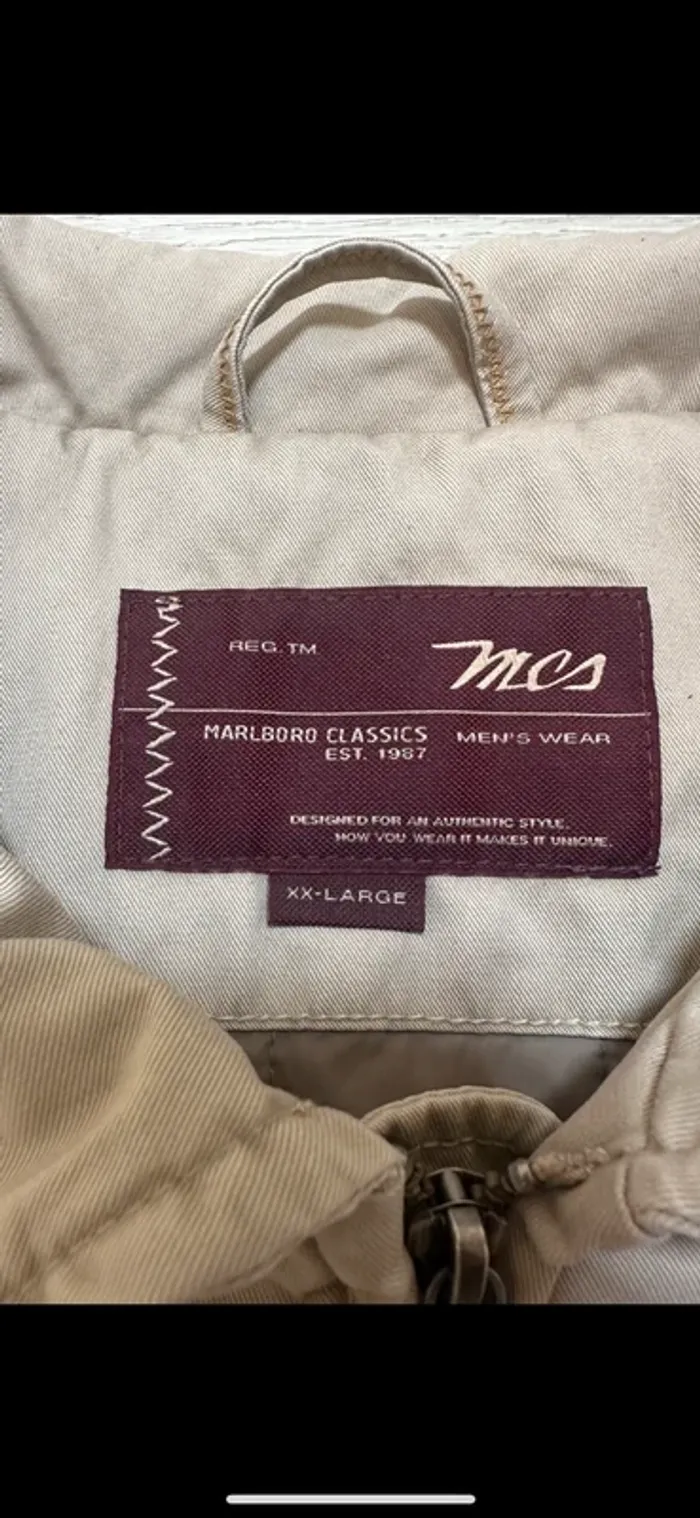 REG. TM
mcs
MARLBORO CLASSICS
EST. 1987
MEN'S WEAR
DESIGNED FOR AN AUTHENTIC STYLE.
HOW YOU WEAR IT MAKES IT UNIQUE.
XX-LARGE